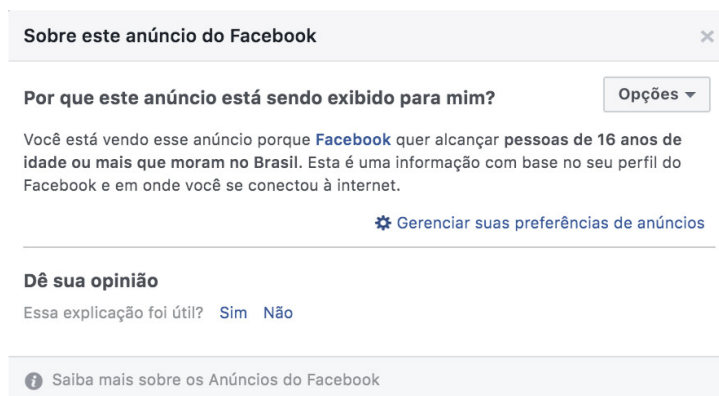 Sobre este anúncio do Facebook
Por que este anúncio está sendo exibido para mim?
Opções
Você está vendo esse anúncio porque Facebook quer alcançar pessoas de 16 anos de
idade ou mais que moram no Brasil. Esta é uma informação com base no seu perfil do
Facebook e em onde você se conectou à internet.
Gerenciar suas preferências de anúncios
Dê sua opinião
Essa explicação foi útil? Sim Não
Saiba mais sobre os Anúncios do Facebook